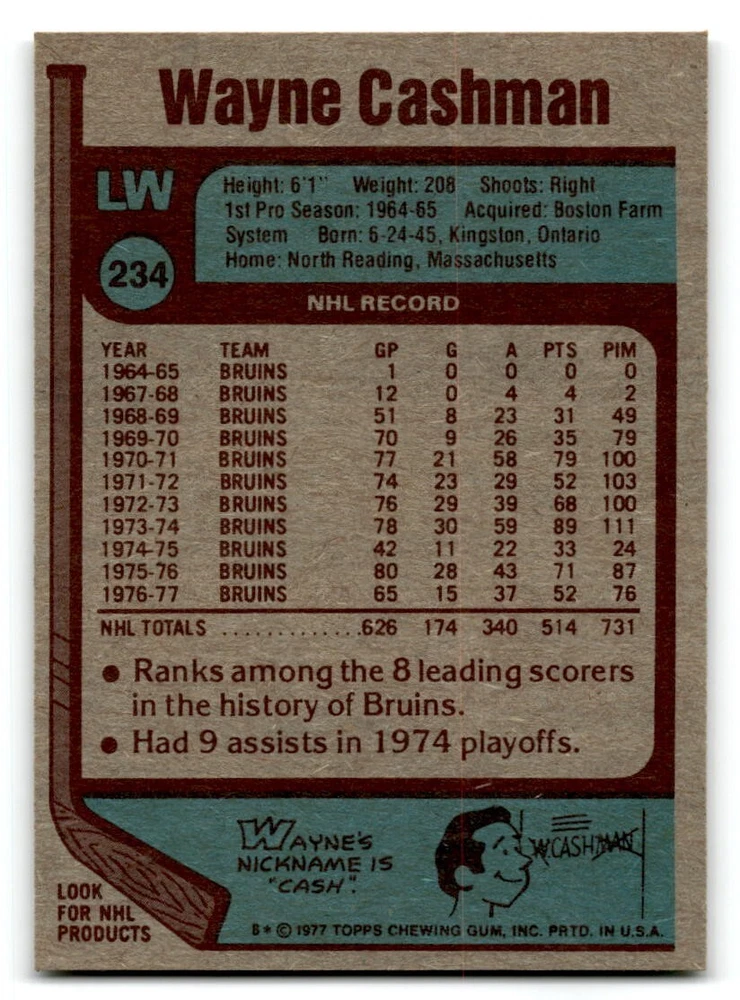 Wayne Cashman
LW
234
Height: 6'1" Weight: 208 Shoots: Right
1st Pro Season: 1964-65 Acquired: Boston Farm
System Born: 6-24-45, Kingston, Ontario
Home: North Reading, Massachusetts
NHL RECORD
YEAR TEAM GP G A PTS PIM
1964-65 BRUINS 1 0 0 0 0
1967-68 BRUINS 12 0 4 4 2
1968-69 BRUINS 51 8 23 31 49
1969-70 BRUINS 70 9 26 35 79
1970-71 BRUINS 77 21 58 79 100
1971-72 BRUINS 74 23 29 52 103
1972-73 BRUINS 76 29 39 68 100
1973-74 BRUINS 78 30 59 89 111
1974-75 BRUINS 42 11 22 33 24
1975-76 BRUINS 80 28 43 71 87
1976-77 BRUINS 65 15 37 52 76
NHL TOTALS .............626 174 340 514 731
• Ranks among the 8 leading scorers
in the history of Bruins.
• Had 9 assists in 1974 playoffs.
WAYNE'S
NICKNAME IS
"CASH".
W.CASHMAN
LOOK
FOR NHL
PRODUCTS
B* © 1977 TOPPS CHEWING GUM, INC. PRTD. IN U.S.A.